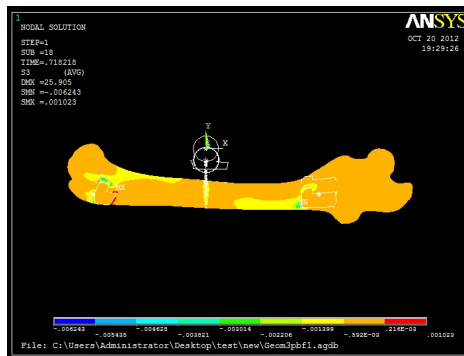 1
NODAL SOLUTION
ANSYS
STEP=1
SUB =18
TIME=.718218
S3 (AVG)
DMX =25.905
SMN =-.006243
SMX =.001023
OCT 20 2012
19:29:26
Y
X
MX
-.006243 -.004628 -.003014 -.001399 .216E-03
-.005435 -.003821 -.002206 -.592E-03 .001023
File: C:\Users\Administrator\Desktop\test\new\Geom3pbf1.agdb